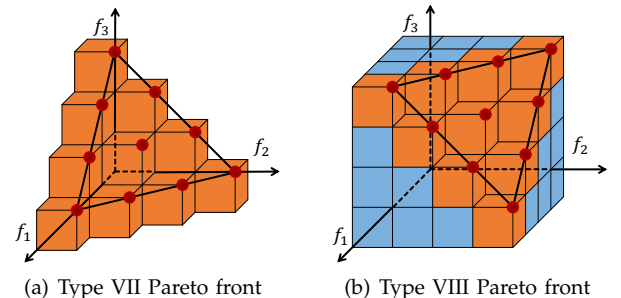 f₃
f₂
f₁
(a) Type VII Pareto front
f₃
f₂
f₁
(b) Type VIII Pareto front